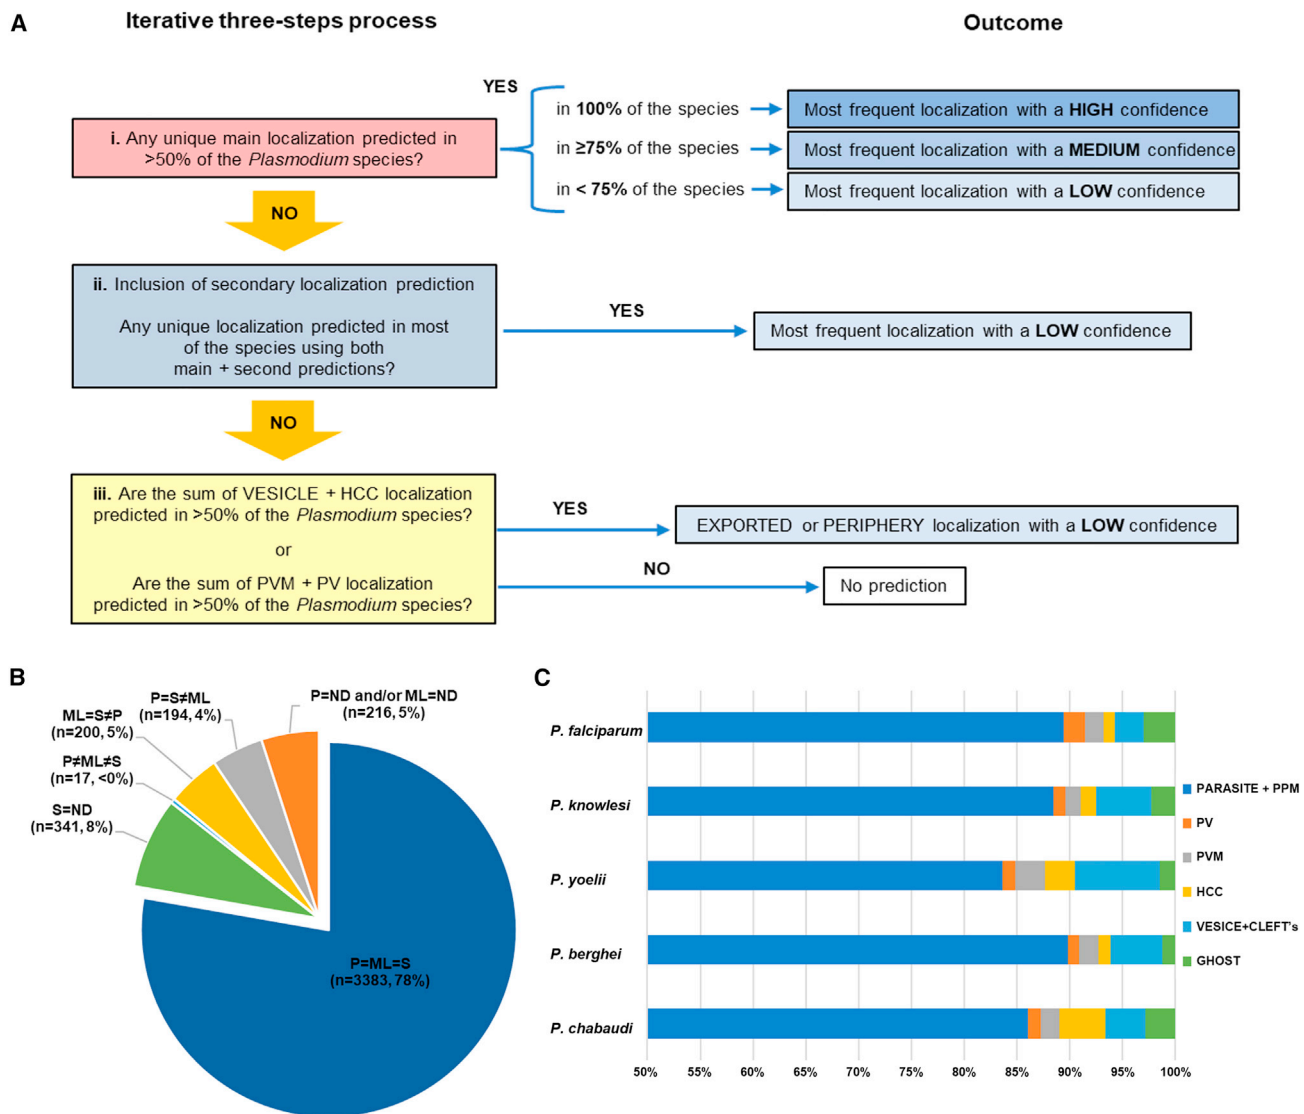 A
Iterative three-steps process
Outcome
i. Any unique main localization predicted in
>50% of the Plasmodium species?
YES
in 100% of the species
Most frequent localization with a HIGH confidence
in ≥75% of the species
Most frequent localization with a MEDIUM confidence
in < 75% of the species
Most frequent localization with a LOW confidence
NO
ii. Inclusion of secondary localization prediction
Any unique localization predicted in most
of the species using both
main + second predictions?
YES
Most frequent localization with a LOW confidence
NO
iii. Are the sum of VESICLE + HCC localization
predicted in >50% of the Plasmodium species?
or
Are the sum of PVM + PV localization
predicted in >50% of the Plasmodium species?
YES
EXPORTED or PERIPHERY localization with a LOW confidence
NO
No prediction
B
P=ND and/or ML=ND
(n=216, 5%)
P=S≠ML
(n=194, 4%)
ML=S≠P
(n=200, 5%)
P≠ML≠S
(n=17, <0%)
S=ND
(n=341, 8%)
P=ML=S
(n=3383, 78%)
C
P. falciparum
P. knowlesi
P. yoelii
P. berghei
P. chabaudi
50%
55%
60%
65%
70%
75%
80%
85%
90%
95%
100%
PARASITE + PPM
PV
PVM
HCC
VESICE+CLEFT's
GHOST